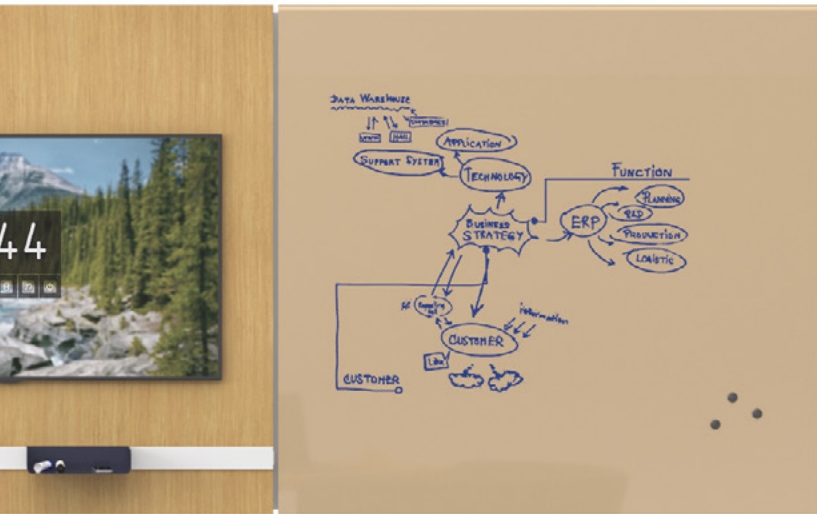 44
DATA WAREHOUSE
APPLICATION
SUPPORT SYSTEM
TECHNOLOGY
FUNCTION
PLANNING
R&D
BUSINESS
STRATEGY
ERP
PRODUCTION
LOGISTIC
information
CUSTOMER
CUSTOMER